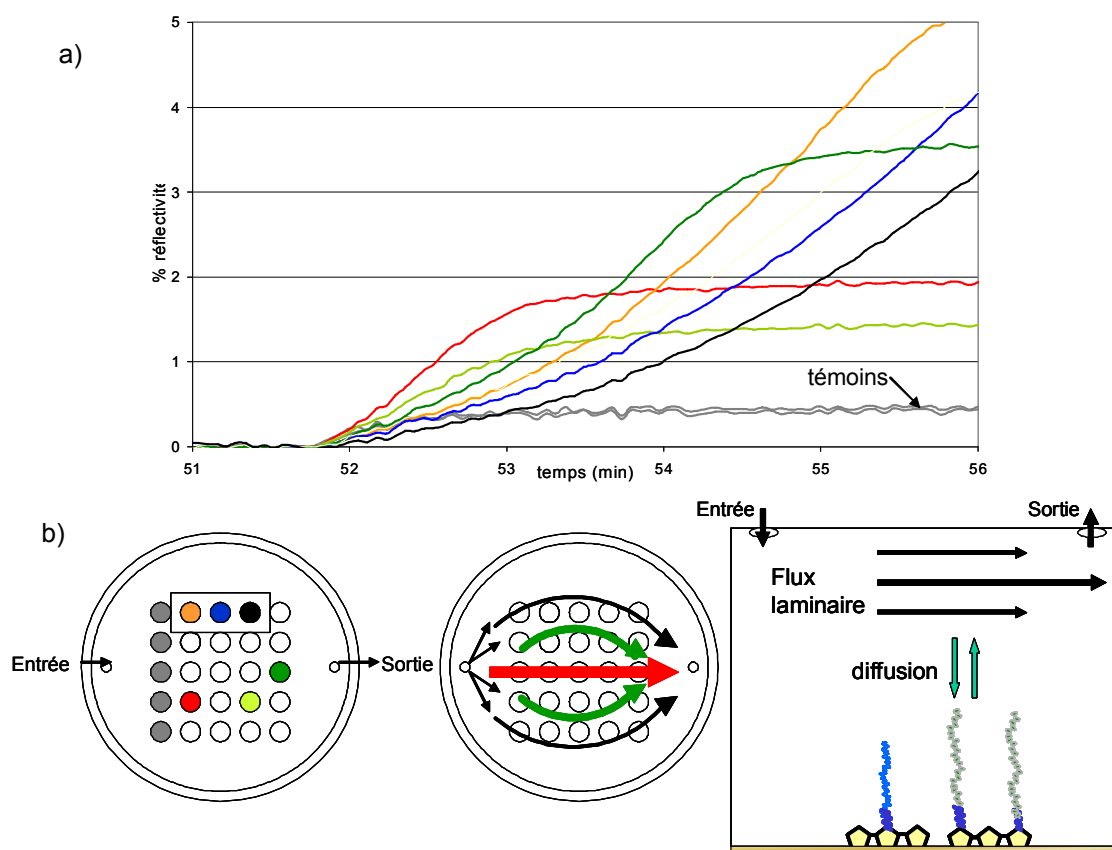 a)
5
4
3
2
1
0
% réflectivité
témoins
51 52 53 54 55 56
temps (min)
b)
Entrée
Sortie
Entrée
Sortie
Flux
laminaire
diffusion